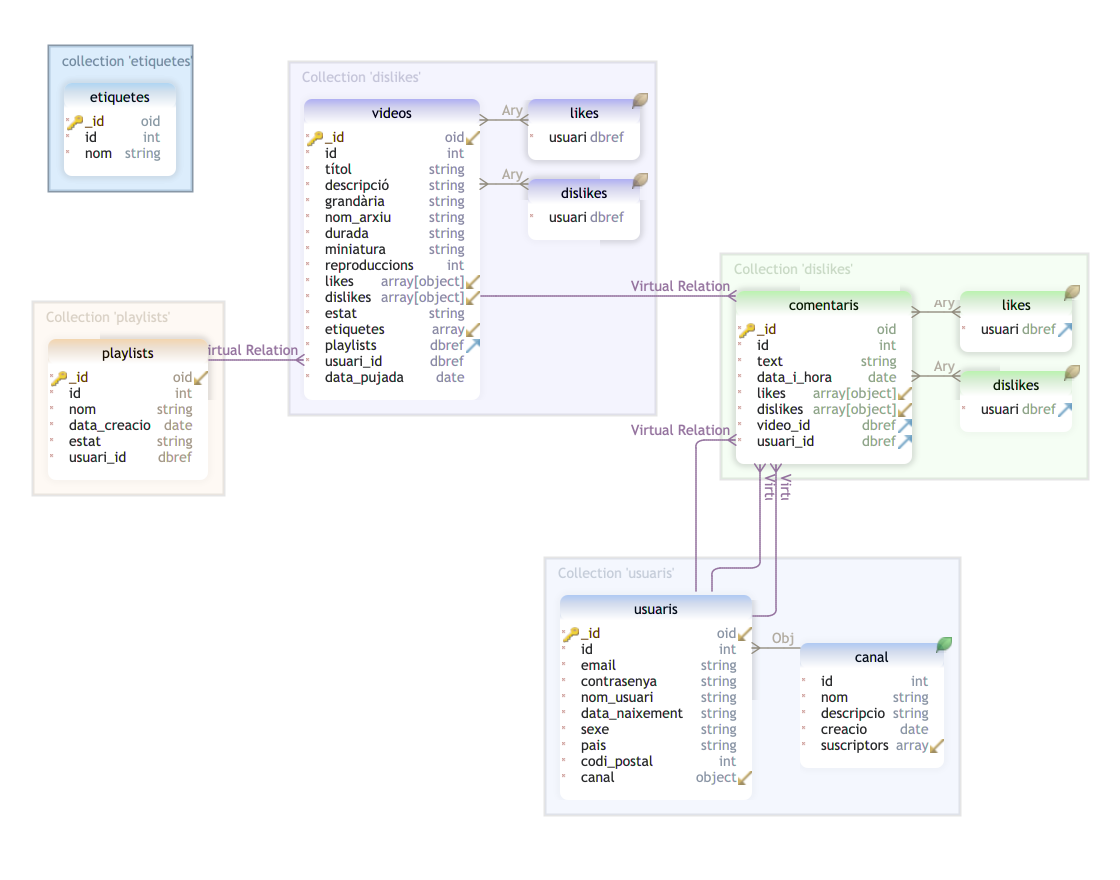 collection 'etiquetes'
etiquetes
_id oid
id int
nom string
Collection 'dislikes'
videos
_id oid
id int
títol string
descripció string
grandària string
nom_arxiu string
durada string
miniatura string
reproduccions int
likes array[object]
dislikes array[object]
estat string
etiquetes array
playlists dbref
usuari_id dbref
data_pujada date
Ary
likes
usuari dbref
Ary
dislikes
usuari dbref
Virtual Relation
Collection 'dislikes'
comentaris
_id oid
id int
text string
data_i_hora date
likes array[object]
dislikes array[object]
video_id dbref
usuari_id dbref
Ary
likes
usuari dbref
Ary
dislikes
usuari dbref
Collection 'playlists'
playlists
_id oid
id int
nom string
data_creacio date
estat string
usuari_id dbref
irtual Relation
Virtual Relation
Virtu
Virtu
Collection 'usuaris'
usuaris
_id oid
id int
email string
contrasenya string
nom_usuari string
data_naixement string
sexe string
pais string
codi_postal int
canal object
Obj
canal
id int
nom string
descripcio string
creacio date
suscriptors array